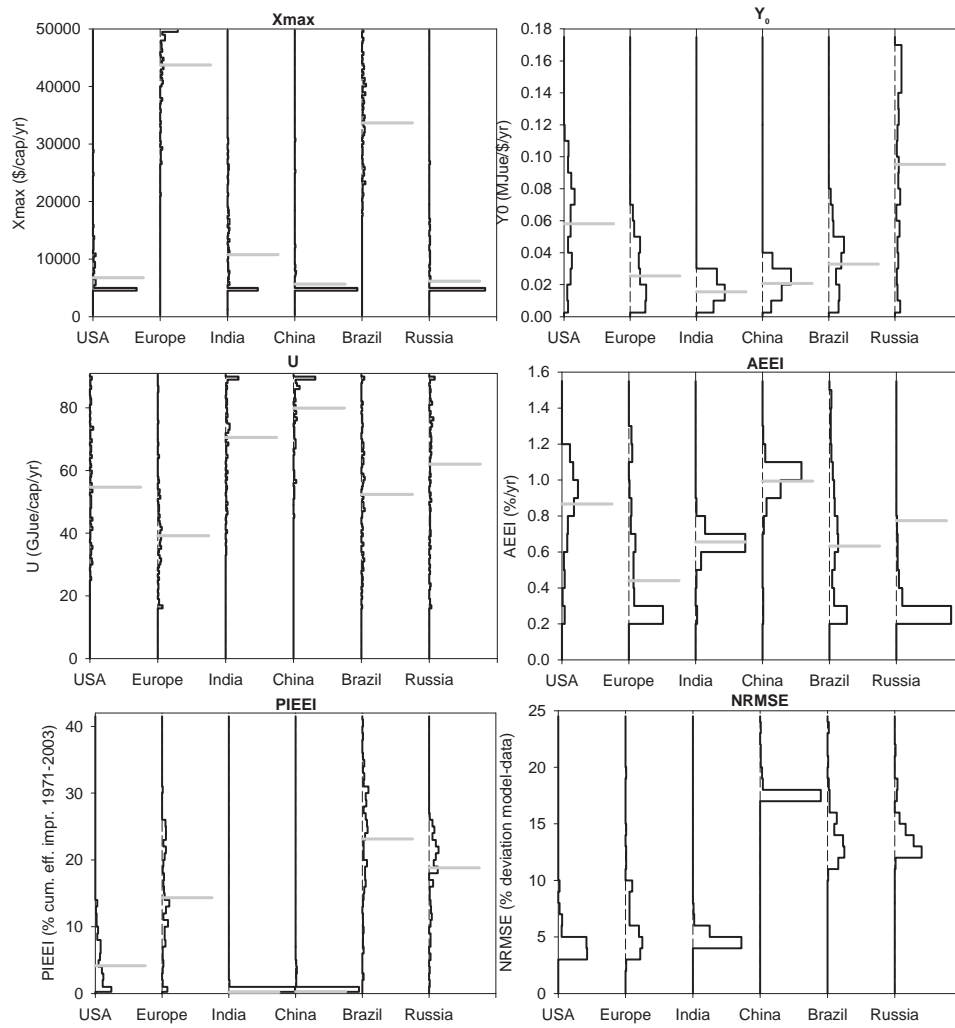 Xmax
Xmax ($/cap/yr)
50000
40000
30000
20000
10000
0
USA Europe India China Brazil Russia
Y0
Y0 (MJue/$/yr)
0.18
0.16
0.14
0.12
0.10
0.08
0.06
0.04
0.02
0.00
USA Europe India China Brazil Russia
U
U (GJue/cap/yr)
80
60
40
20
0
USA Europe India China Brazil Russia
AEEI
AEEI (%/yr)
1.6
1.4
1.2
1.0
0.8
0.6
0.4
0.2
0.0
USA Europe India China Brazil Russia
PIEEI
PIEEI (% cum. eff. impr. 1971-2003)
40
30
20
10
0
USA Europe India China Brazil Russia
NRMSE
NRMSE (% deviation model-data)
25
20
15
10
5
0
USA Europe India China Brazil Russia